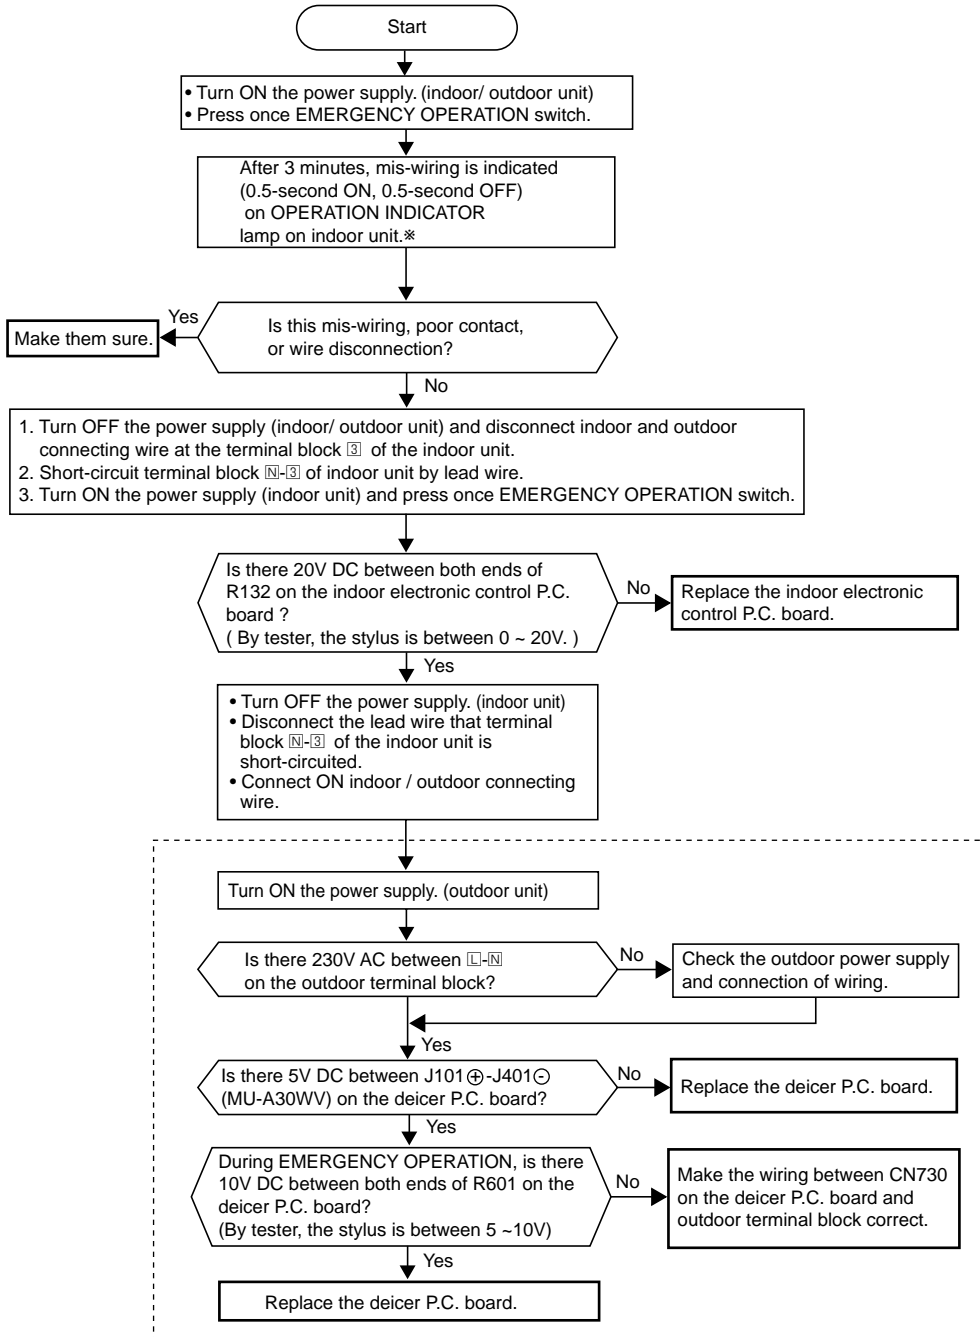 Start
• Turn ON the power supply. (indoor/ outdoor unit)
• Press once EMERGENCY OPERATION switch.
After 3 minutes, mis-wiring is indicated
(0.5-second ON, 0.5-second OFF)
on OPERATION INDICATOR
lamp on indoor unit.※
Is this mis-wiring, poor contact,
or wire disconnection?
Yes
Make them sure.
No
1. Turn OFF the power supply (indoor/ outdoor unit) and disconnect indoor and outdoor
connecting wire at the terminal block 3 of the indoor unit.
2. Short-circuit terminal block N-3 of indoor unit by lead wire.
3. Turn ON the power supply (indoor unit) and press once EMERGENCY OPERATION switch.
Is there 20V DC between both ends of
R132 on the indoor electronic control P.C.
board ?
( By tester, the stylus is between 0 ~ 20V. )
No
Replace the indoor electronic
control P.C. board.
Yes
• Turn OFF the power supply. (indoor unit)
• Disconnect the lead wire that terminal
block N-3 of the indoor unit is
short-circuited.
• Connect ON indoor / outdoor connecting
wire.
Turn ON the power supply. (outdoor unit)
Is there 230V AC between L-N
on the outdoor terminal block?
No
Check the outdoor power supply
and connection of wiring.
Yes
Is there 5V DC between J101⊕-J401⊖
(MU-A30WV) on the deicer P.C. board?
No
Replace the deicer P.C. board.
Yes
During EMERGENCY OPERATION, is there
10V DC between both ends of R601 on the
deicer P.C. board?
(By tester, the stylus is between 5 ~10V)
No
Make the wiring between CN730
on the deicer P.C. board and
outdoor terminal block correct.
Yes
Replace the deicer P.C. board.